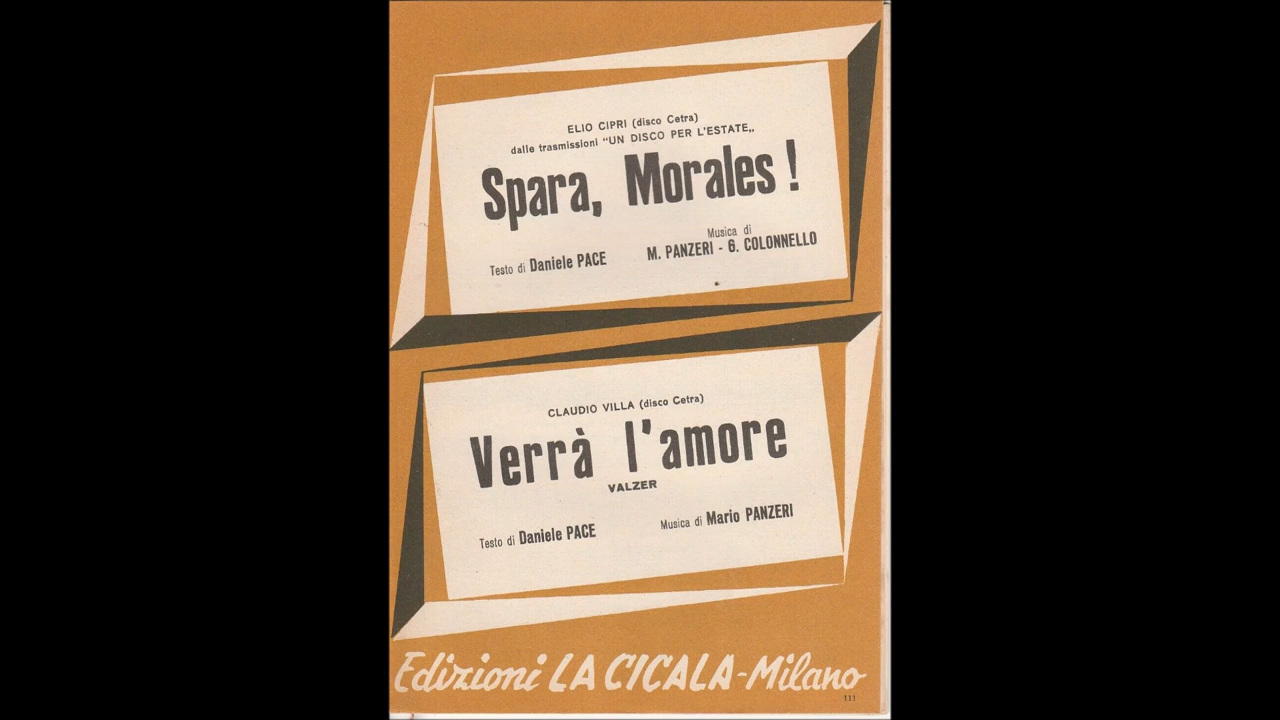 ELIO CIPRI (disco Cetra)
dalle trasmissioni "UN DISCO PER L'ESTATE„
Spara, Morales !
Musica di
Testo di Daniele PACE
M. PANZERI - G. COLONNELLO
CLAUDIO VILLA (disco Cetra)
Verrà l'amore
VALZER
Testo di Daniele PACE
Musica di Mario PANZERI
Edizioni LA CICALA - Milano
111